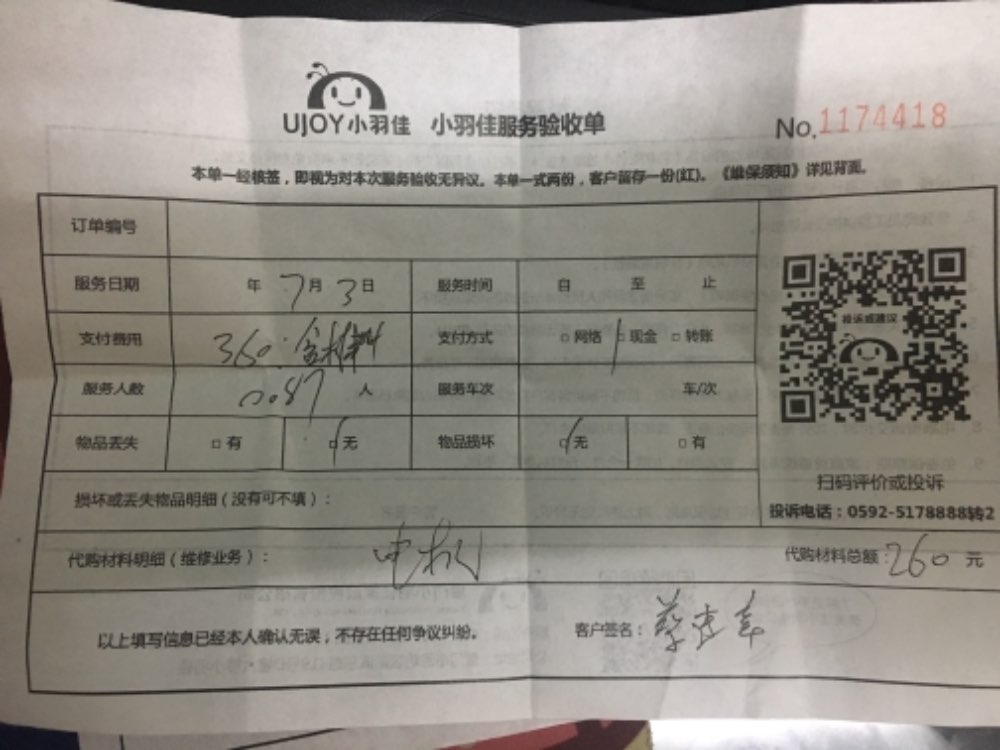 UJOY小羽佳 小羽佳服务验收单 No.1174418
本单一经核签，即视为对本次服务验收无异议。本单一式两份，客户留存一份(红)。《维保须知》详见背面。
订单编号
服务日期 年 7月 3日 服务时间 自 至 止
支付费用 360 含材料 支付方式 □网络 □现金 □转账
服务人数 人 服务车次 车/次
物品丢失 □有 □无 物品损坏 □无 □有
投诉或建议
扫码评价或投诉
投诉电话：0592-5178888转2
损坏或丢失物品明细（没有可不填）：
代购材料明细（维修业务）： 电机 代购材料总额：260 元
以上填写信息已经本人确认无误，不存在任何争议纠纷。 客户签名：